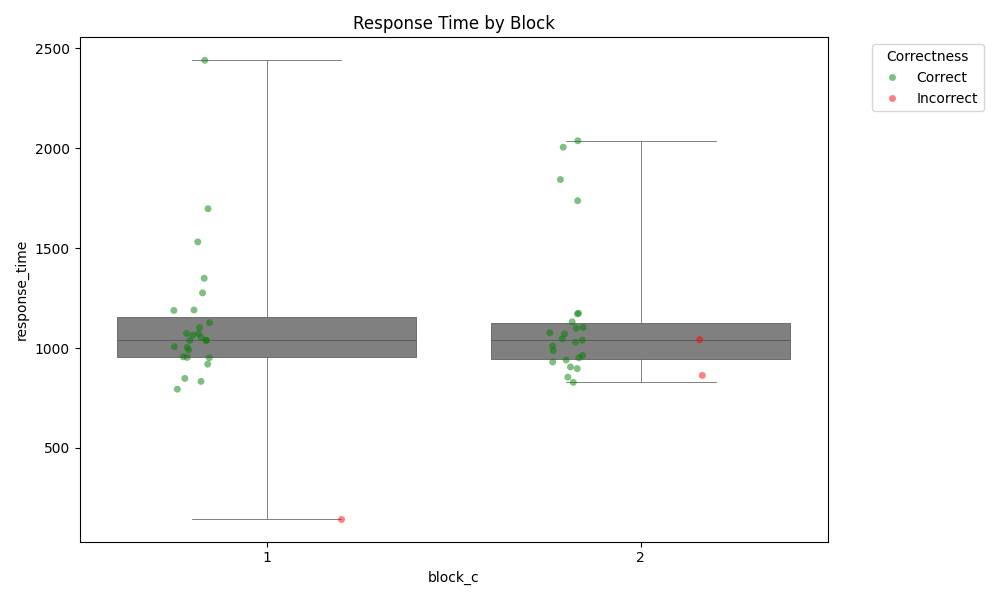 Response Time by Block
Correctness
Correct
Incorrect
2500
2000
1500
1000
500
response_time
1
2
block_c